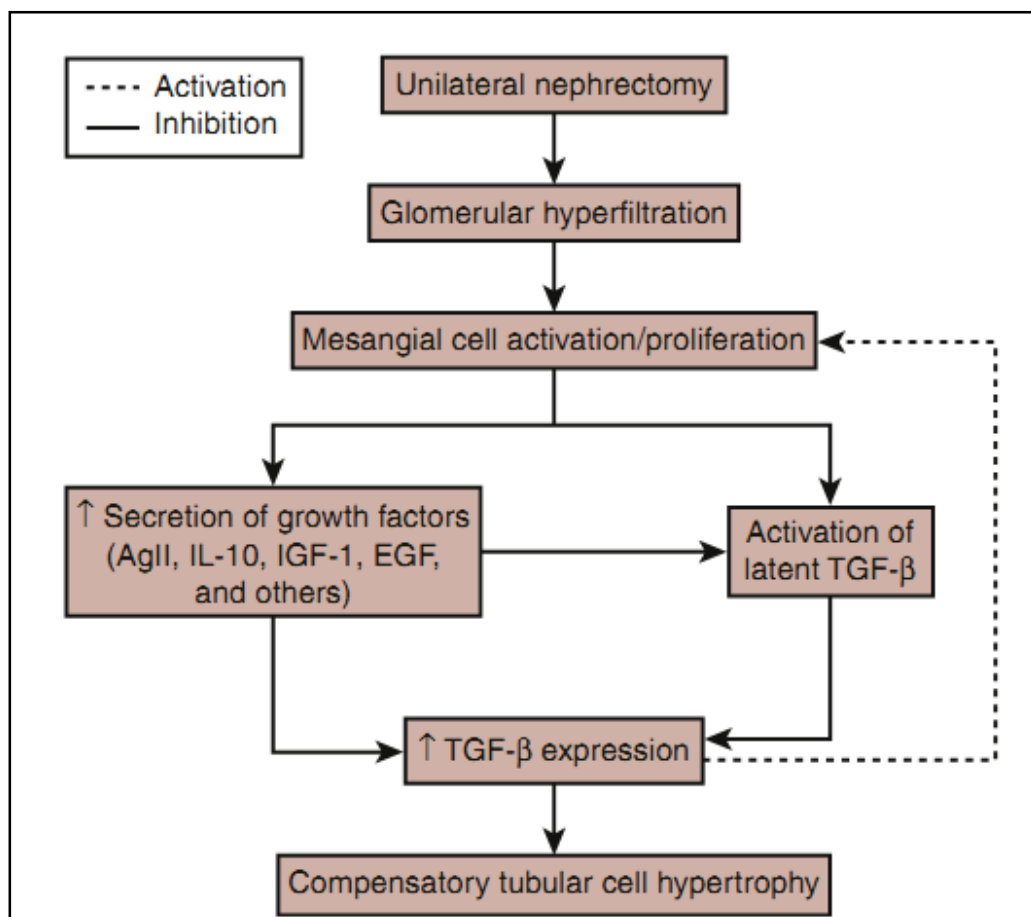 Activation
Inhibition
Unilateral nephrectomy
Glomerular hyperfiltration
Mesangial cell activation/proliferation
↑ Secretion of growth factors
(AgII, IL-10, IGF-1, EGF,
and others)
Activation of
latent TGF-β
↑ TGF-β expression
Compensatory tubular cell hypertrophy